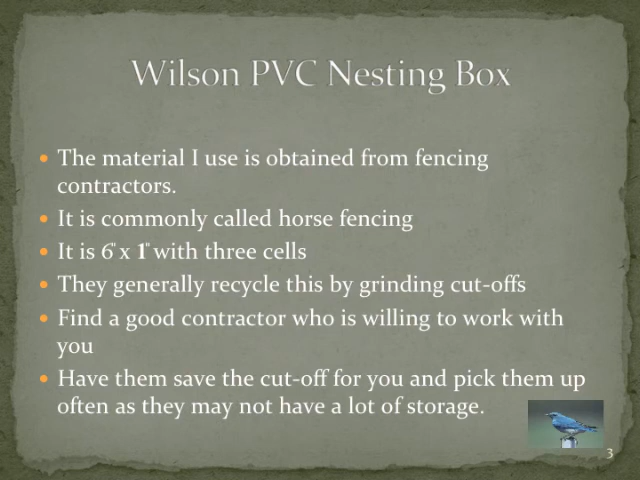 Wilson PVC Nesting Box
• The material I use is obtained from fencing
contractors.
• It is commonly called horse fencing
• It is 6" x 1" with three cells
• They generally recycle this by grinding cut-offs
• Find a good contractor who is willing to work with
you
• Have them save the cut-off for you and pick them up
often as they may not have a lot of storage.
3